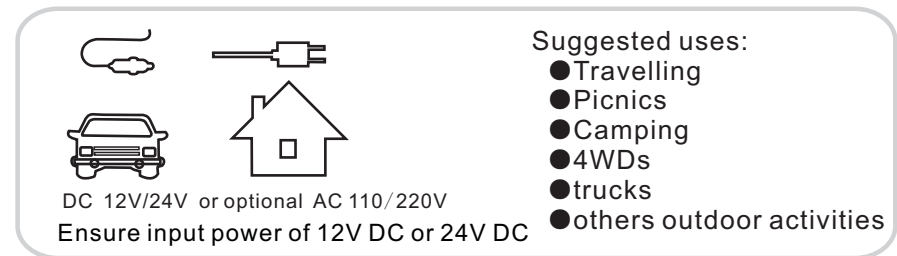 DC 12V/24V or optional AC 110/220V
Ensure input power of 12V DC or 24V DC
Suggested uses:
●Travelling
●Picnics
●Camping
●4WDs
●trucks
●others outdoor activities